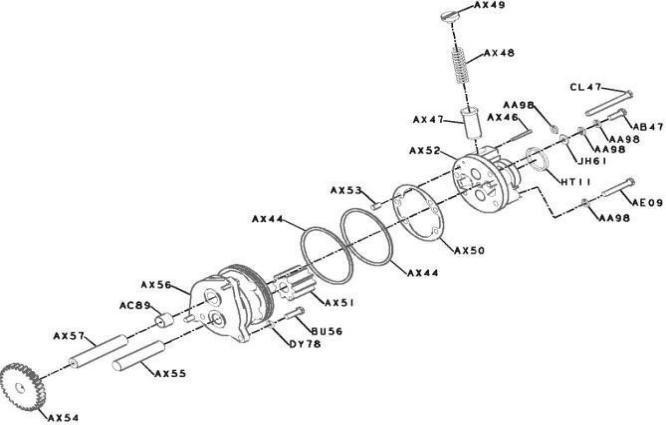 AX49
AX48
CL47
AA98
AX47
AX46
AB47
AA98
AX52
AA98
JH61
HT11
AX53
AE09
AX44
AA98
AX50
AX44
AX56
AX51
AC89
BU56
AX57
DY78
AX55
AX54